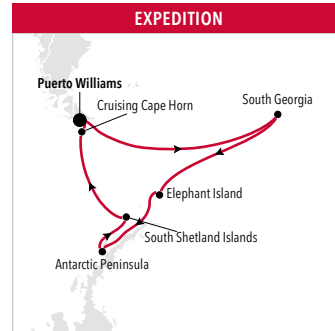 EXPEDITION
Puerto Williams
Cruising Cape Horn
South Georgia
Elephant Island
South Shetland Islands
Antarctic Peninsula